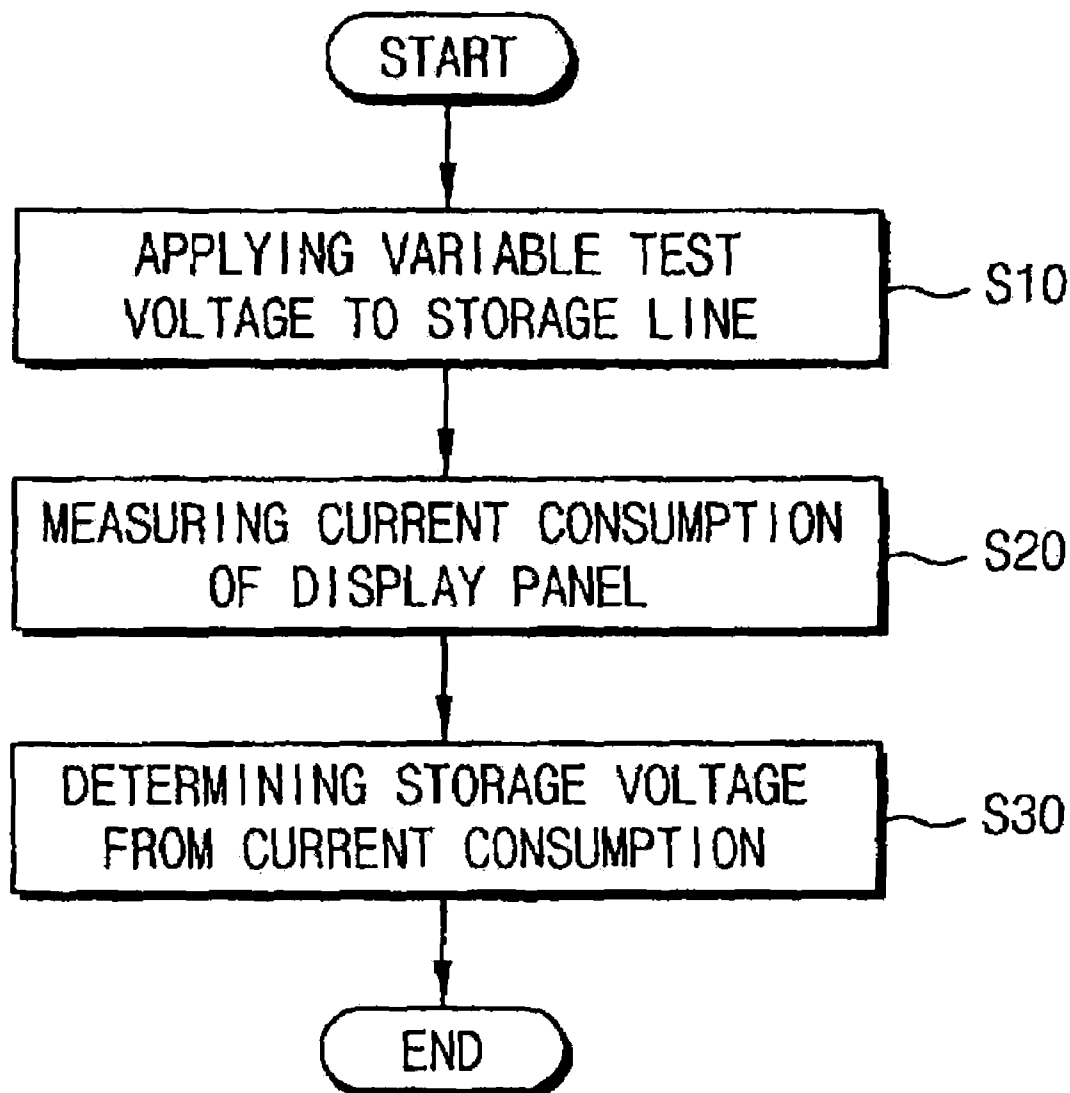 START
APPLYING VARIABLE TEST
VOLTAGE TO STORAGE LINE
S10
MEASURING CURRENT CONSUMPTION
OF DISPLAY PANEL
S20
DETERMINING STORAGE VOLTAGE
FROM CURRENT CONSUMPTION
S30
END